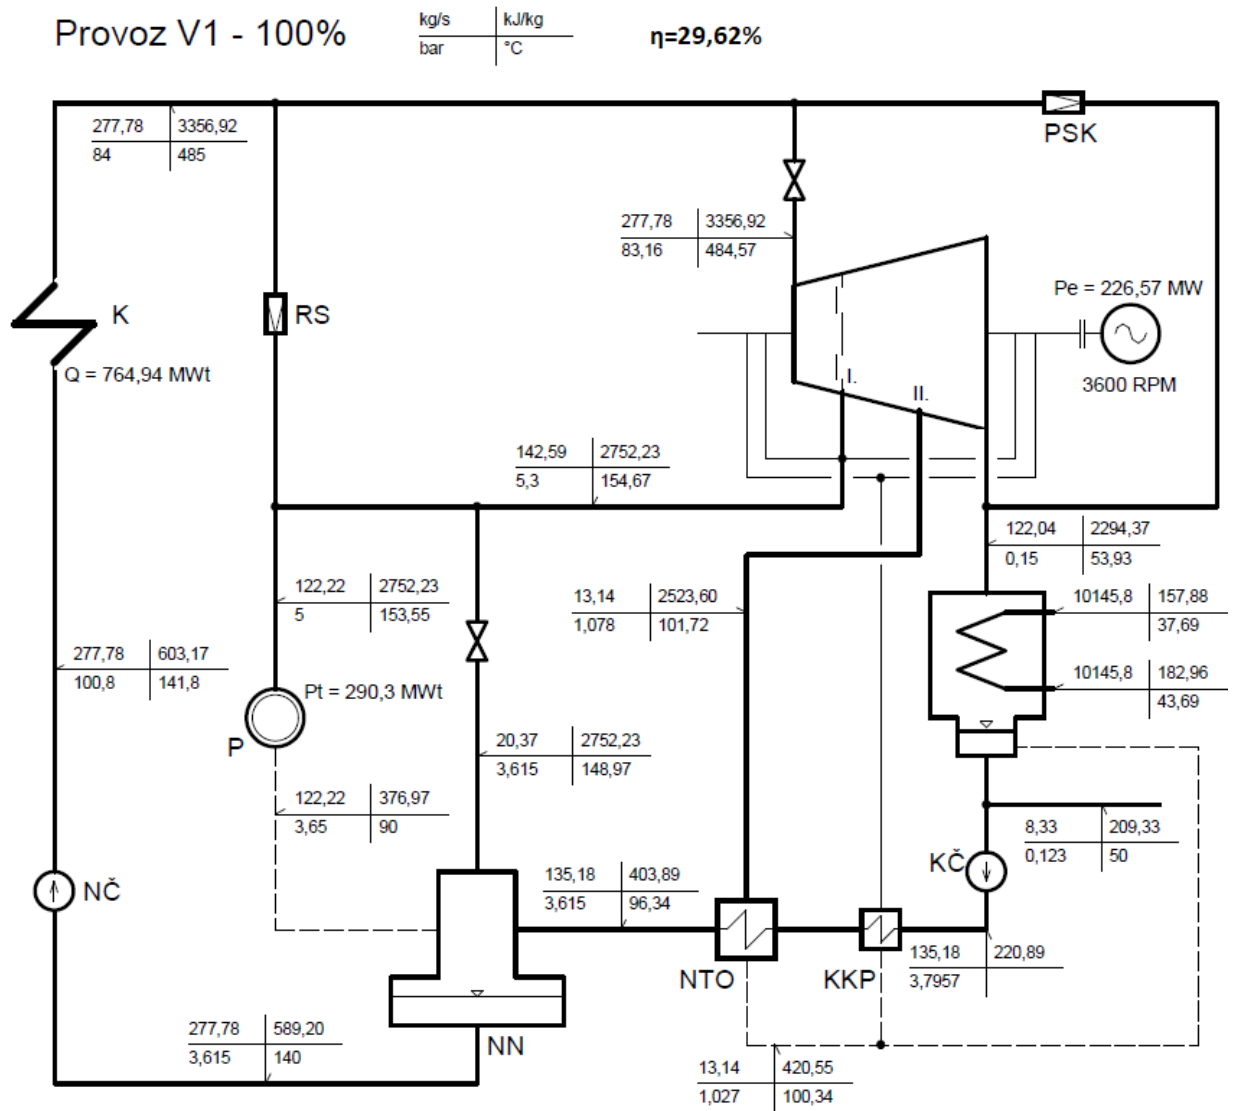 Provoz V1 - 100%
kg/s kJ/kg
bar °C
η=29,62%
277,78 3356,92
84 485
PSK
277,78 3356,92
83,16 484,57
K
RS
Pe = 226,57 MW
Q = 764,94 MWt
3600 RPM
I.
II.
142,59 2752,23
5,3 154,67
122,04 2294,37
0,15 53,93
122,22 2752,23
5 153,55
13,14 2523,60
1,078 101,72
10145,8 157,88
37,69
277,78 603,17
100,8 141,8
10145,8 182,96
43,69
Pt = 290,3 MWt
P
20,37 2752,23
3,615 148,97
122,22 376,97
3,65 90
8,33 209,33
0,123 50
KČ
NČ
135,18 403,89
3,615 96,34
135,18 220,89
3,7957
NTO
KKP
277,78 589,20
3,615 140
NN
13,14 420,55
1,027 100,34